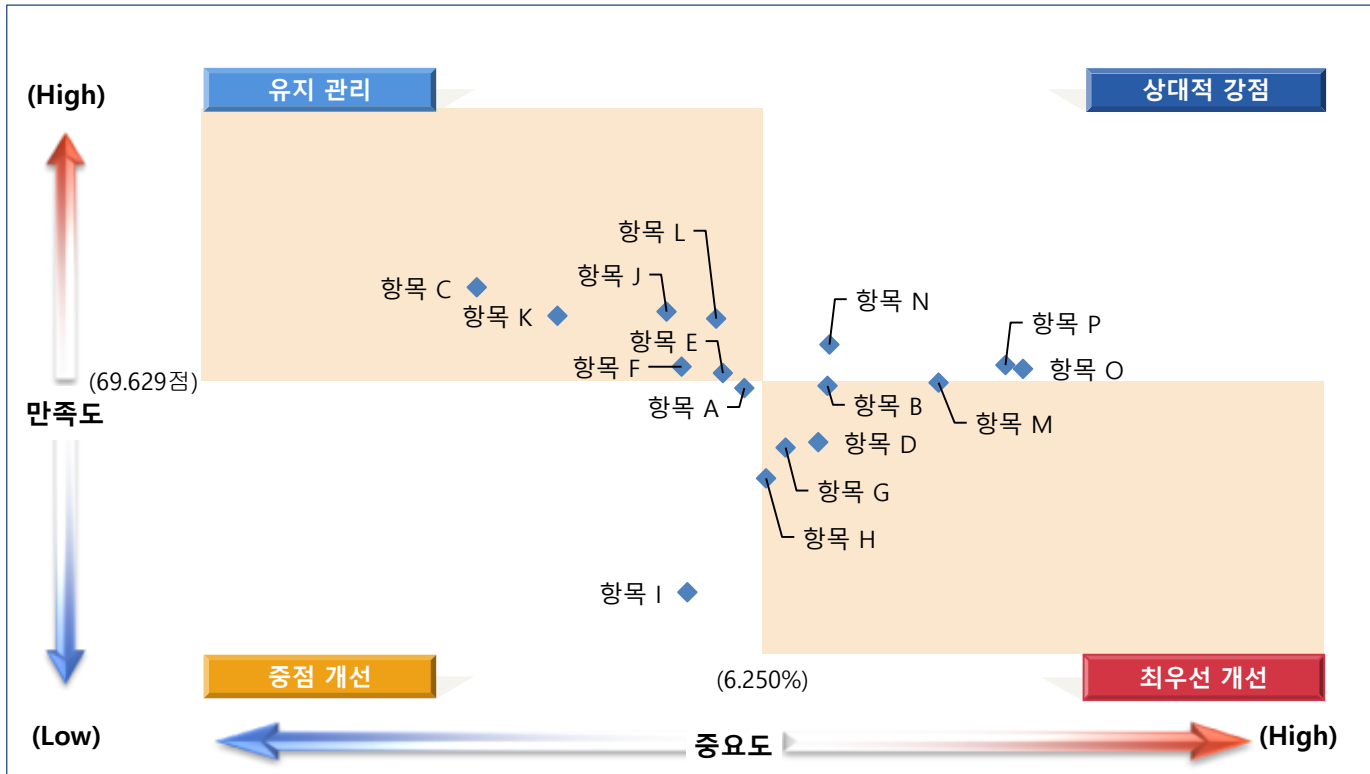 유지 관리
상대적 강점
(High)
항목 L
항목 J
항목 C
항목 K
항목 N
항목 E
항목 P
항목 F
항목 O
(69.629점)
항목 A
항목 B
만족도
항목 M
항목 D
항목 G
항목 H
항목 I
중점 개선
(6.250%)
최우선 개선
(Low)
중요도
(High)